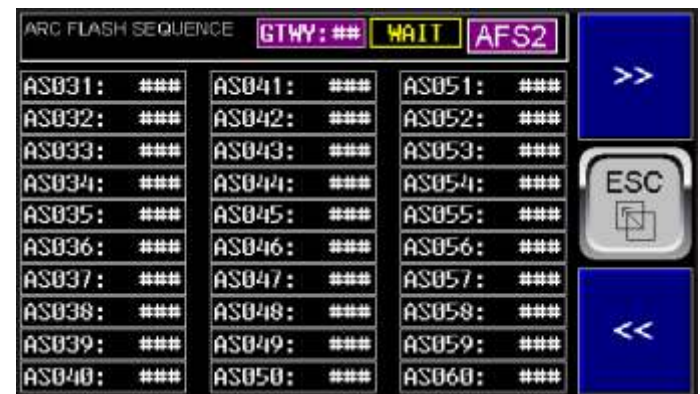 ARC FLASH SEQUENCE GTWY:## WAIT AFS2
>>
AS031: ### AS041: ### AS051: ###
AS032: ### AS042: ### AS052: ###
AS033: ### AS043: ### AS053: ###
AS034: ### AS044: ### AS054: ###
ESC
AS035: ### AS045: ### AS055: ###
AS036: ### AS046: ### AS056: ###
AS037: ### AS047: ### AS057: ###
AS038: ### AS048: ### AS058: ###
<<
AS039: ### AS049: ### AS059: ###
AS040: ### AS050: ### AS060: ###